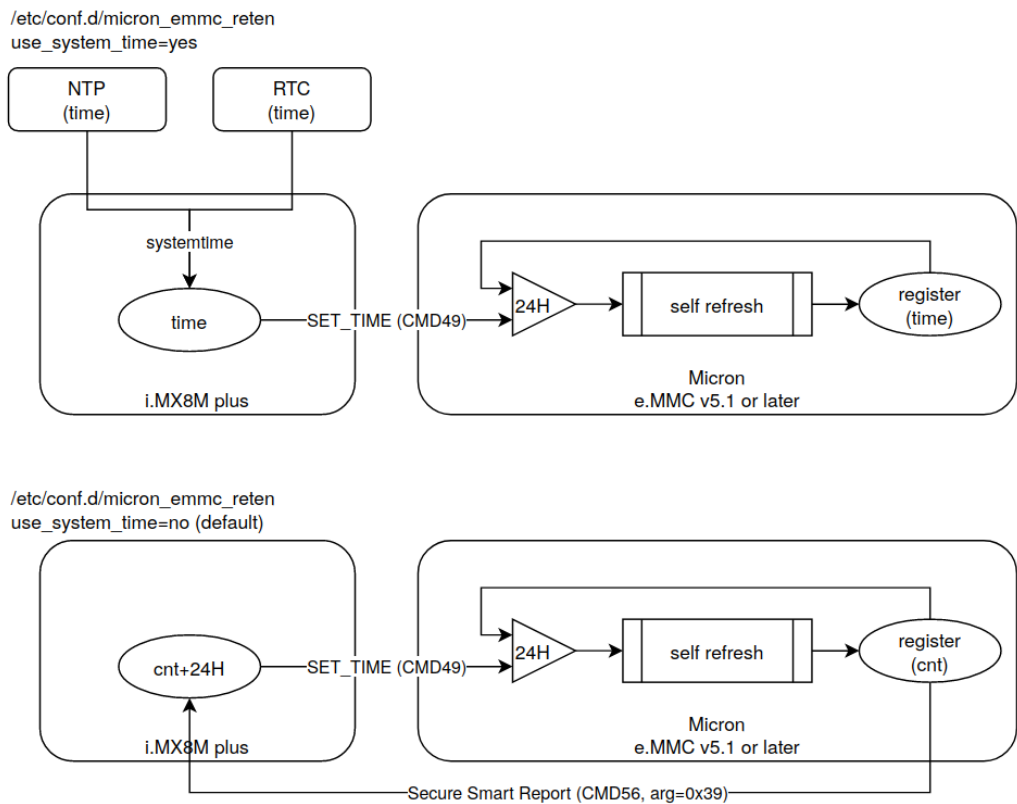 /etc/conf.d/micron_emmc_reten
use_system_time=yes
NTP
(time)
RTC
(time)
systemtime
time
SET_TIME (CMD49)
24H
self refresh
register
(time)
i.MX8M plus
Micron
e.MMC v5.1 or later
/etc/conf.d/micron_emmc_reten
use_system_time=no (default)
cnt+24H
SET_TIME (CMD49)
24H
self refresh
register
(cnt)
i.MX8M plus
Micron
e.MMC v5.1 or later
Secure Smart Report (CMD56, arg=0x39)